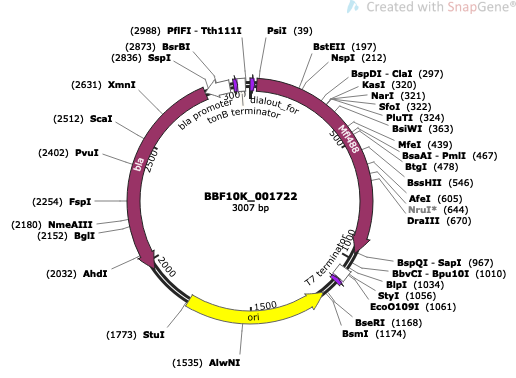 Created with SnapGene®
(2988) PflFI - Tth111I
PsiI (39)
(2873) BsrBI
(2836) SspI
BstEII (197)
NspI (212)
(2631) XmnI
(2512) ScaI
(2402) PvuI
(2254) FspI
(2180) NmeAIII
(2152) BglI
(2032) AhdI
(1773) StuI
(1535) AlwNI
BspDI - ClaI (297)
KasI (320)
NarI (321)
SfoI (322)
PluTI (324)
BsiWI (363)
MfeI (439)
BsaAI - PmlI (467)
BtgI (478)
BssHII (546)
AfeI (605)
NruI* (644)
DraIII (670)
BspQI - SapI (967)
BbvCI - Bpu10I (1010)
BlpI (1034)
StyI (1056)
EcoO109I (1061)
BseRI (1168)
BsmI (1174)
bla promoter
tonB terminator
dialout_for
Mfl488
bla
T7 terminator
ori
500
1000
1500
2000
2500
BBF10K_001722
3007 bp